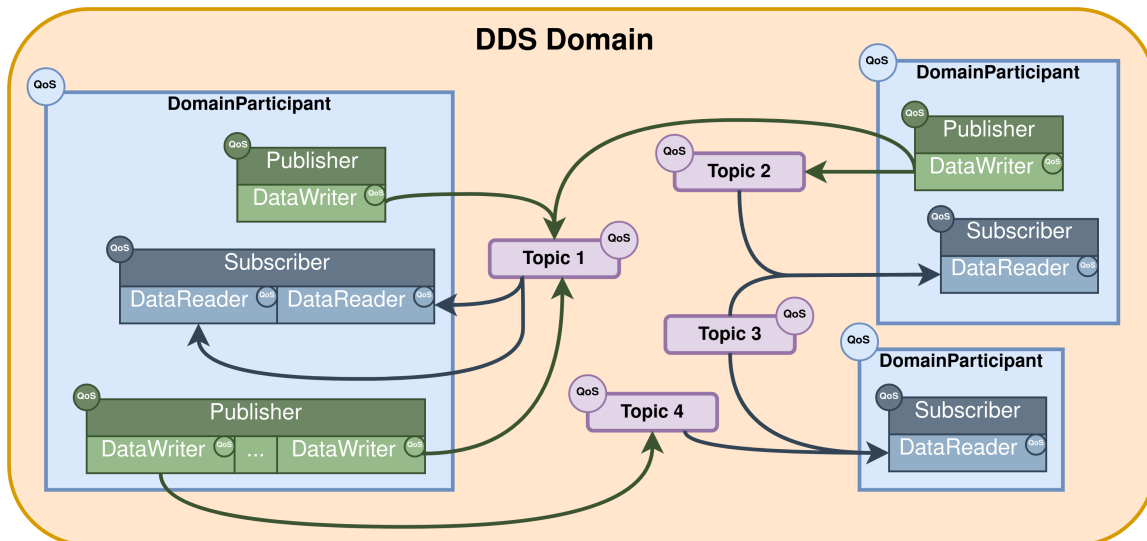 DDS Domain
QoS
DomainParticipant
QoS
Publisher
DataWriter
QoS
QoS
Subscriber
DataReader
QoS
DataReader
QoS
QoS
Publisher
DataWriter
QoS
...
DataWriter
QoS
Topic 1
QoS
QoS
Topic 2
Topic 3
QoS
QoS
Topic 4
QoS
DomainParticipant
QoS
Publisher
DataWriter
QoS
QoS
Subscriber
DataReader
QoS
QoS
DomainParticipant
QoS
Subscriber
DataReader
QoS